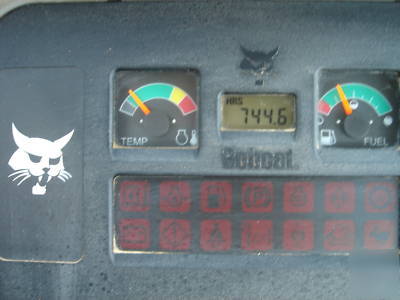 HRS
744.6
TEMP
Bobcat
FUEL